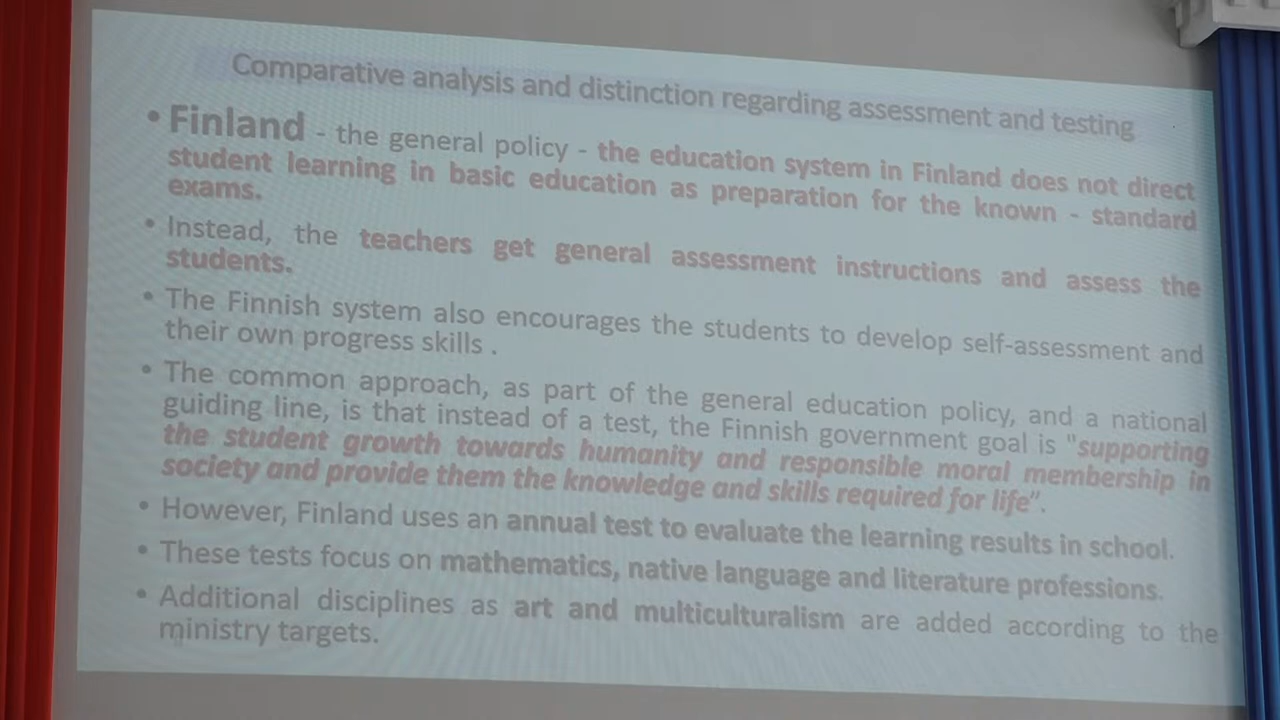 Comparative analysis and distinction regarding assessment and testing
• Finland - the general policy - the education system in Finland does not direct
student learning in basic education as preparation for the known - standard
exams.
• Instead, the teachers get general assessment instructions and assess the
students.
• The Finnish system also encourages the students to develop self-assessment and
their own progress skills .
• The common approach, as part of the general education policy, and a national
guiding line, is that instead of a test, the Finnish government goal is "supporting
the student growth towards humanity and responsible moral membership in
society and provide them the knowledge and skills required for life".
• However, Finland uses an annual test to evaluate the learning results in school.
• These tests focus on mathematics, native language and literature professions.
• Additional disciplines as art and multiculturalism are added according to the
ministry targets.